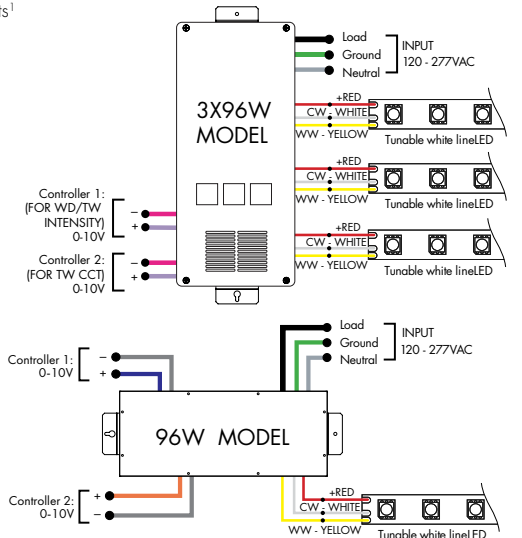 ts1
Load
Ground
Neutral
INPUT
120 - 277VAC
3X96W
MODEL
+RED
CW - WHITE
WW - YELLOW
Tunable white lineLED
+RED
CW - WHITE
WW - YELLOW
Tunable white lineLED
+RED
CW - WHITE
WW - YELLOW
Tunable white lineLED
Controller 1:
(FOR WD/TW
INTENSITY)
0-10V
–
+
Controller 2:
(FOR TW CCT)
0-10V
–
+
Load
Ground
Neutral
INPUT
120 - 277VAC
Controller 1:
0-10V
–
+
96W MODEL
Controller 2:
0-10V
+
–
+RED
CW - WHITE
WW - YELLOW
Tunable white lineLED